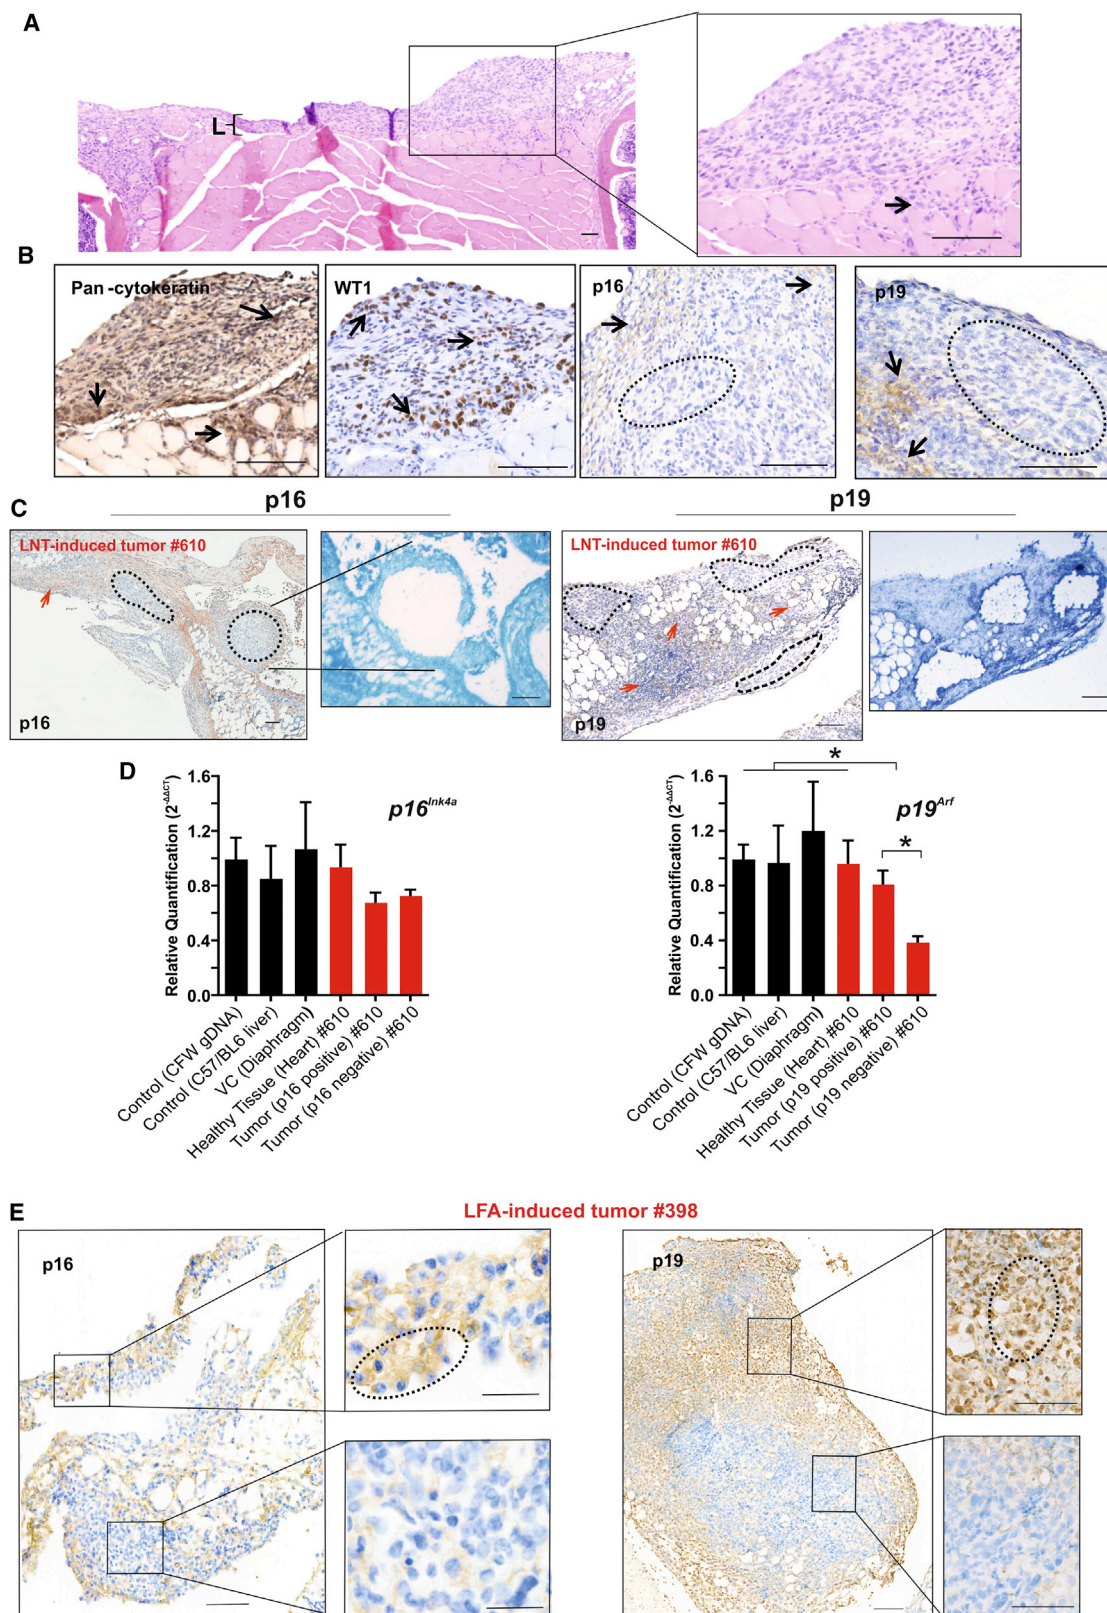 A
L
B
Pan -cytokeratin
WT1
p16
p19
C
p16
p19
LNT-induced tumor #610
p16
LNT-induced tumor #610
p19
D
Relative Quantification (2^-ΔΔCT)
1.6
1.2
0.8
0.4
0.0
p16^Ink4a
Control (CFW gDNA)
Control (C57/BL6 liver)
VC (Diaphragm)
Healthy Tissue (Heart) #610
Tumor (p16 positive) #610
Tumor (p16 negative) #610
Relative Quantification (2^-ΔΔCT)
1.6
1.2
0.8
0.4
0.0
*
p19^Arf
*
Control (CFW gDNA)
Control (C57/BL6 liver)
VC (Diaphragm)
Healthy Tissue (Heart) #610
Tumor (p19 positive) #610
Tumor (p19 negative) #610
E
LFA-induced tumor #398
p16
p19